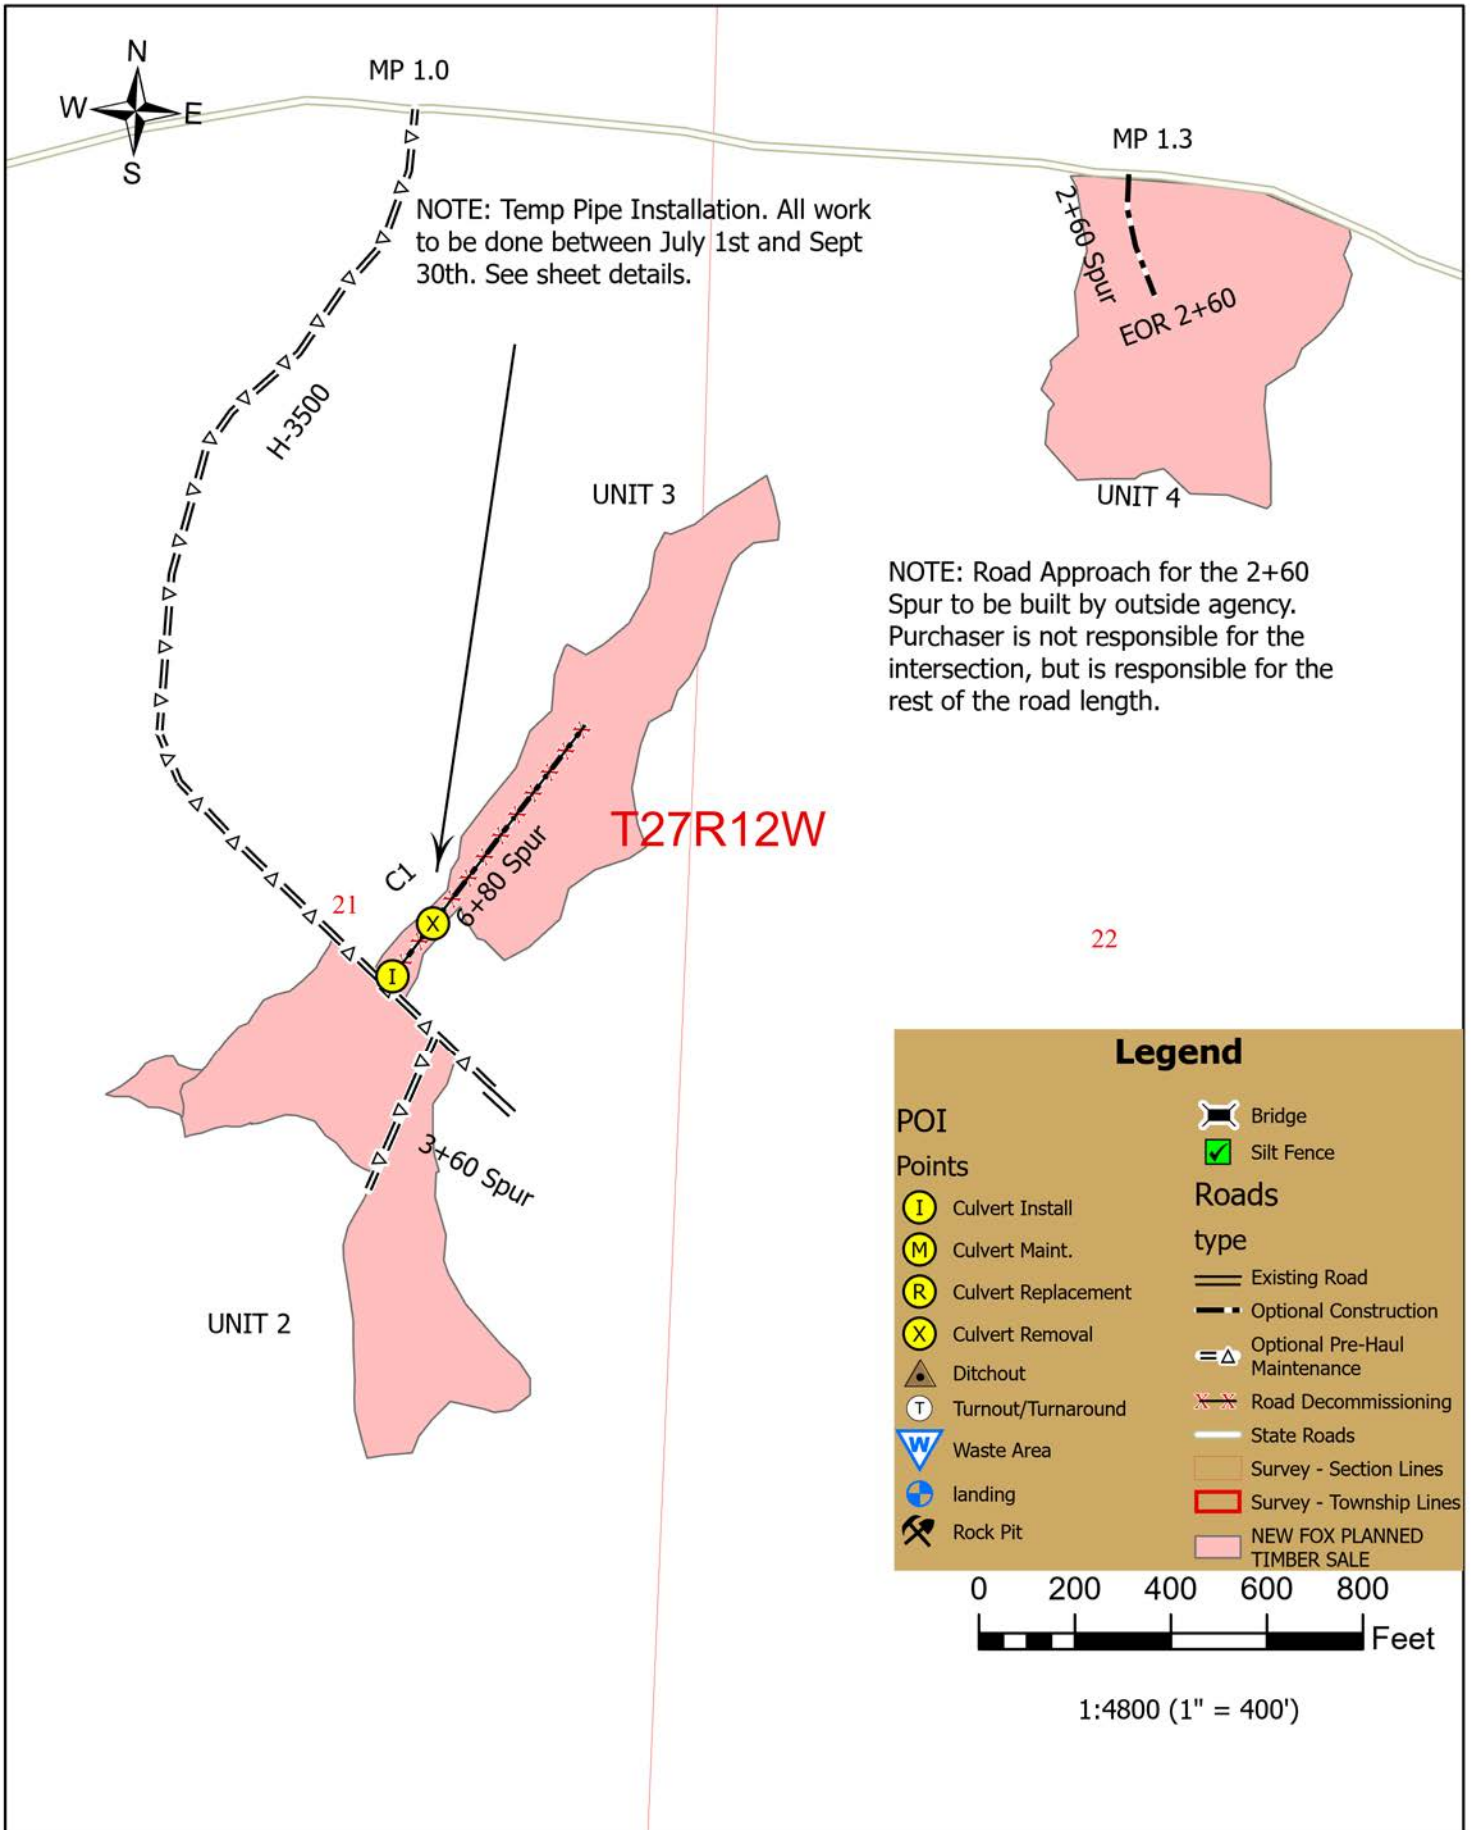 N
W
E
S
MP 1.0
MP 1.3
NOTE: Temp Pipe Installation. All work
to be done between July 1st and Sept
30th. See sheet details.
2+60 Spur
EOR 2+60
H-3500
UNIT 3
UNIT 4
NOTE: Road Approach for the 2+60
Spur to be built by outside agency.
Purchaser is not responsible for the
intersection, but is responsible for the
rest of the road length.
T27R12W
C1
6+80 Spur
21
X
22
I
3+60 Spur
UNIT 2
Legend
POI
Points
I Culvert Install
M Culvert Maint.
R Culvert Replacement
X Culvert Removal
Ditchout
T Turnout/Turnaround
W Waste Area
landing
Rock Pit
Bridge
Silt Fence
Roads
type
Existing Road
Optional Construction
Optional Pre-Haul
Maintenance
Road Decommissioning
State Roads
Survey - Section Lines
Survey - Township Lines
NEW FOX PLANNED
TIMBER SALE
0 200 400 600 800
Feet
1:4800 (1" = 400')